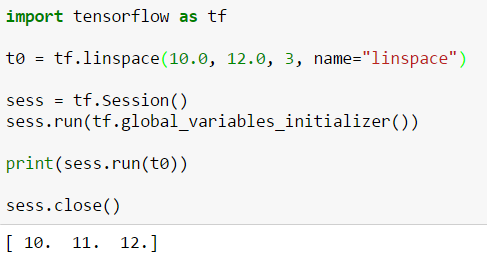 import tensorflow as tf
t0 = tf.linspace(10.0, 12.0, 3, name="linspace")
sess = tf.Session()
sess.run(tf.global_variables_initializer())
print(sess.run(t0))
sess.close()
[ 10.  11.  12.]